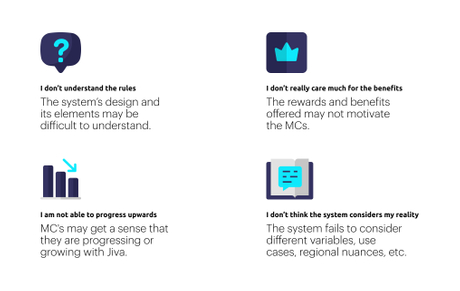 I don't understand the rules
The system's design and
its elements may be
difficult to understand.
I don't really care much for the benefits
The rewards and benefits
offered may not motivate
the MCs.
I am not able to progress upwards
MC's may get a sense that
they are progressing or
growing with Jiva.
I don't think the system considers my reality
The system fails to consider
different variables, use
cases, regional nuances, etc.